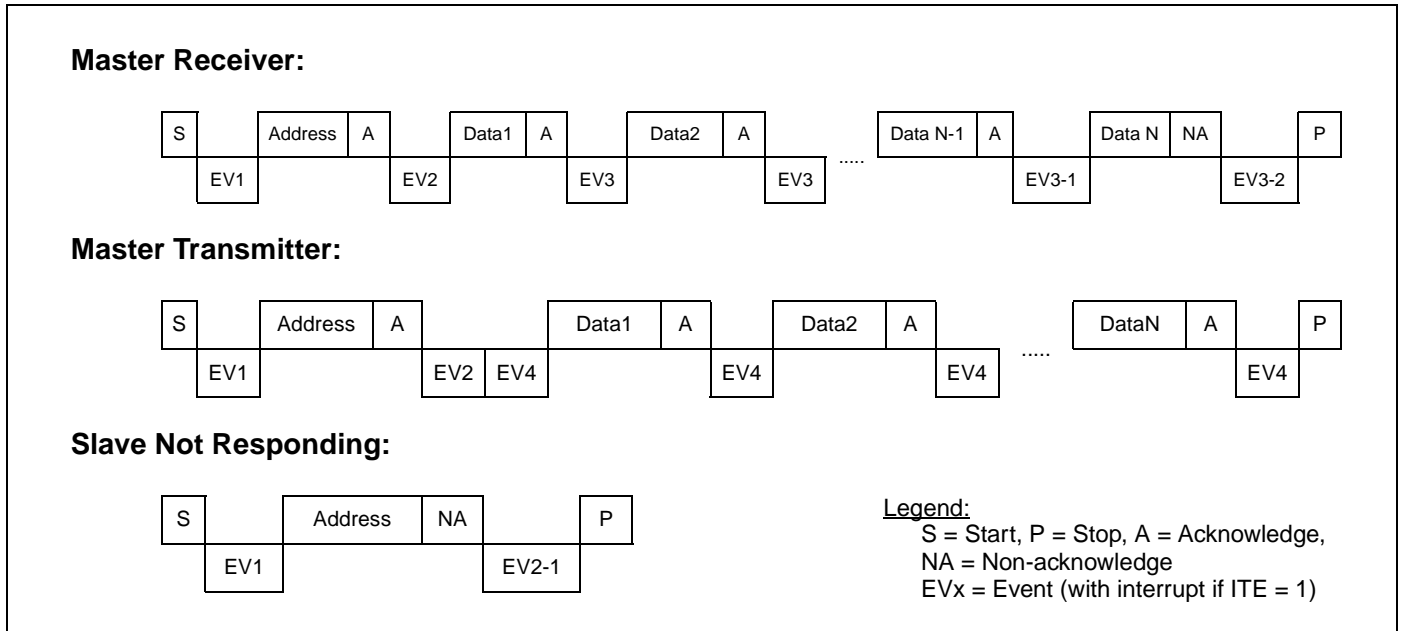 Master Receiver:
S Address A Data1 A Data2 A ..... Data N-1 A Data N NA P
EV1 EV2 EV3 EV3 EV3-1 EV3-2
Master Transmitter:
S Address A Data1 A Data2 A ..... DataN A P
EV1 EV2 EV4 EV4 EV4 EV4
Slave Not Responding:
S Address NA P
EV1 EV2-1
Legend:
S = Start, P = Stop, A = Acknowledge,
NA = Non-acknowledge
EVx = Event (with interrupt if ITE = 1)